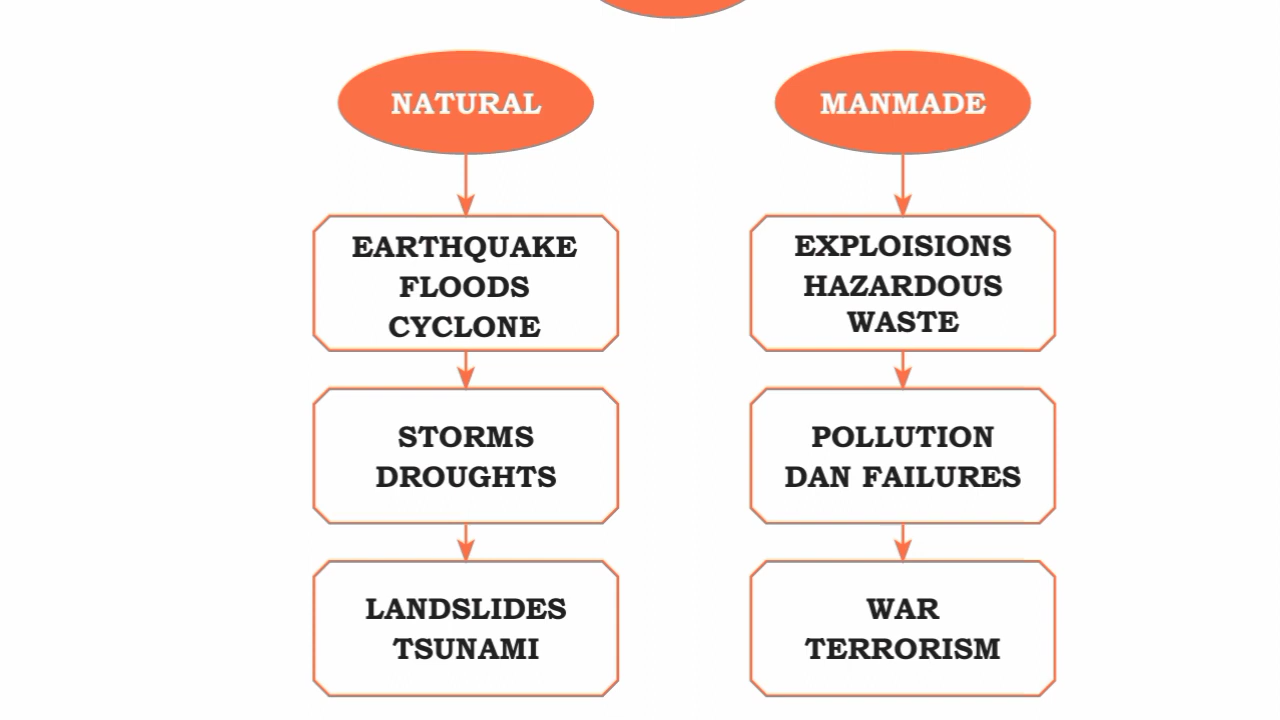 NATURAL
EARTHQUAKE
FLOODS
CYCLONE
STORMS
DROUGHTS
LANDSLIDES
TSUNAMI
MANMADE
EXPLOISIONS
HAZARDOUS
WASTE
POLLUTION
DAN FAILURES
WAR
TERRORISM